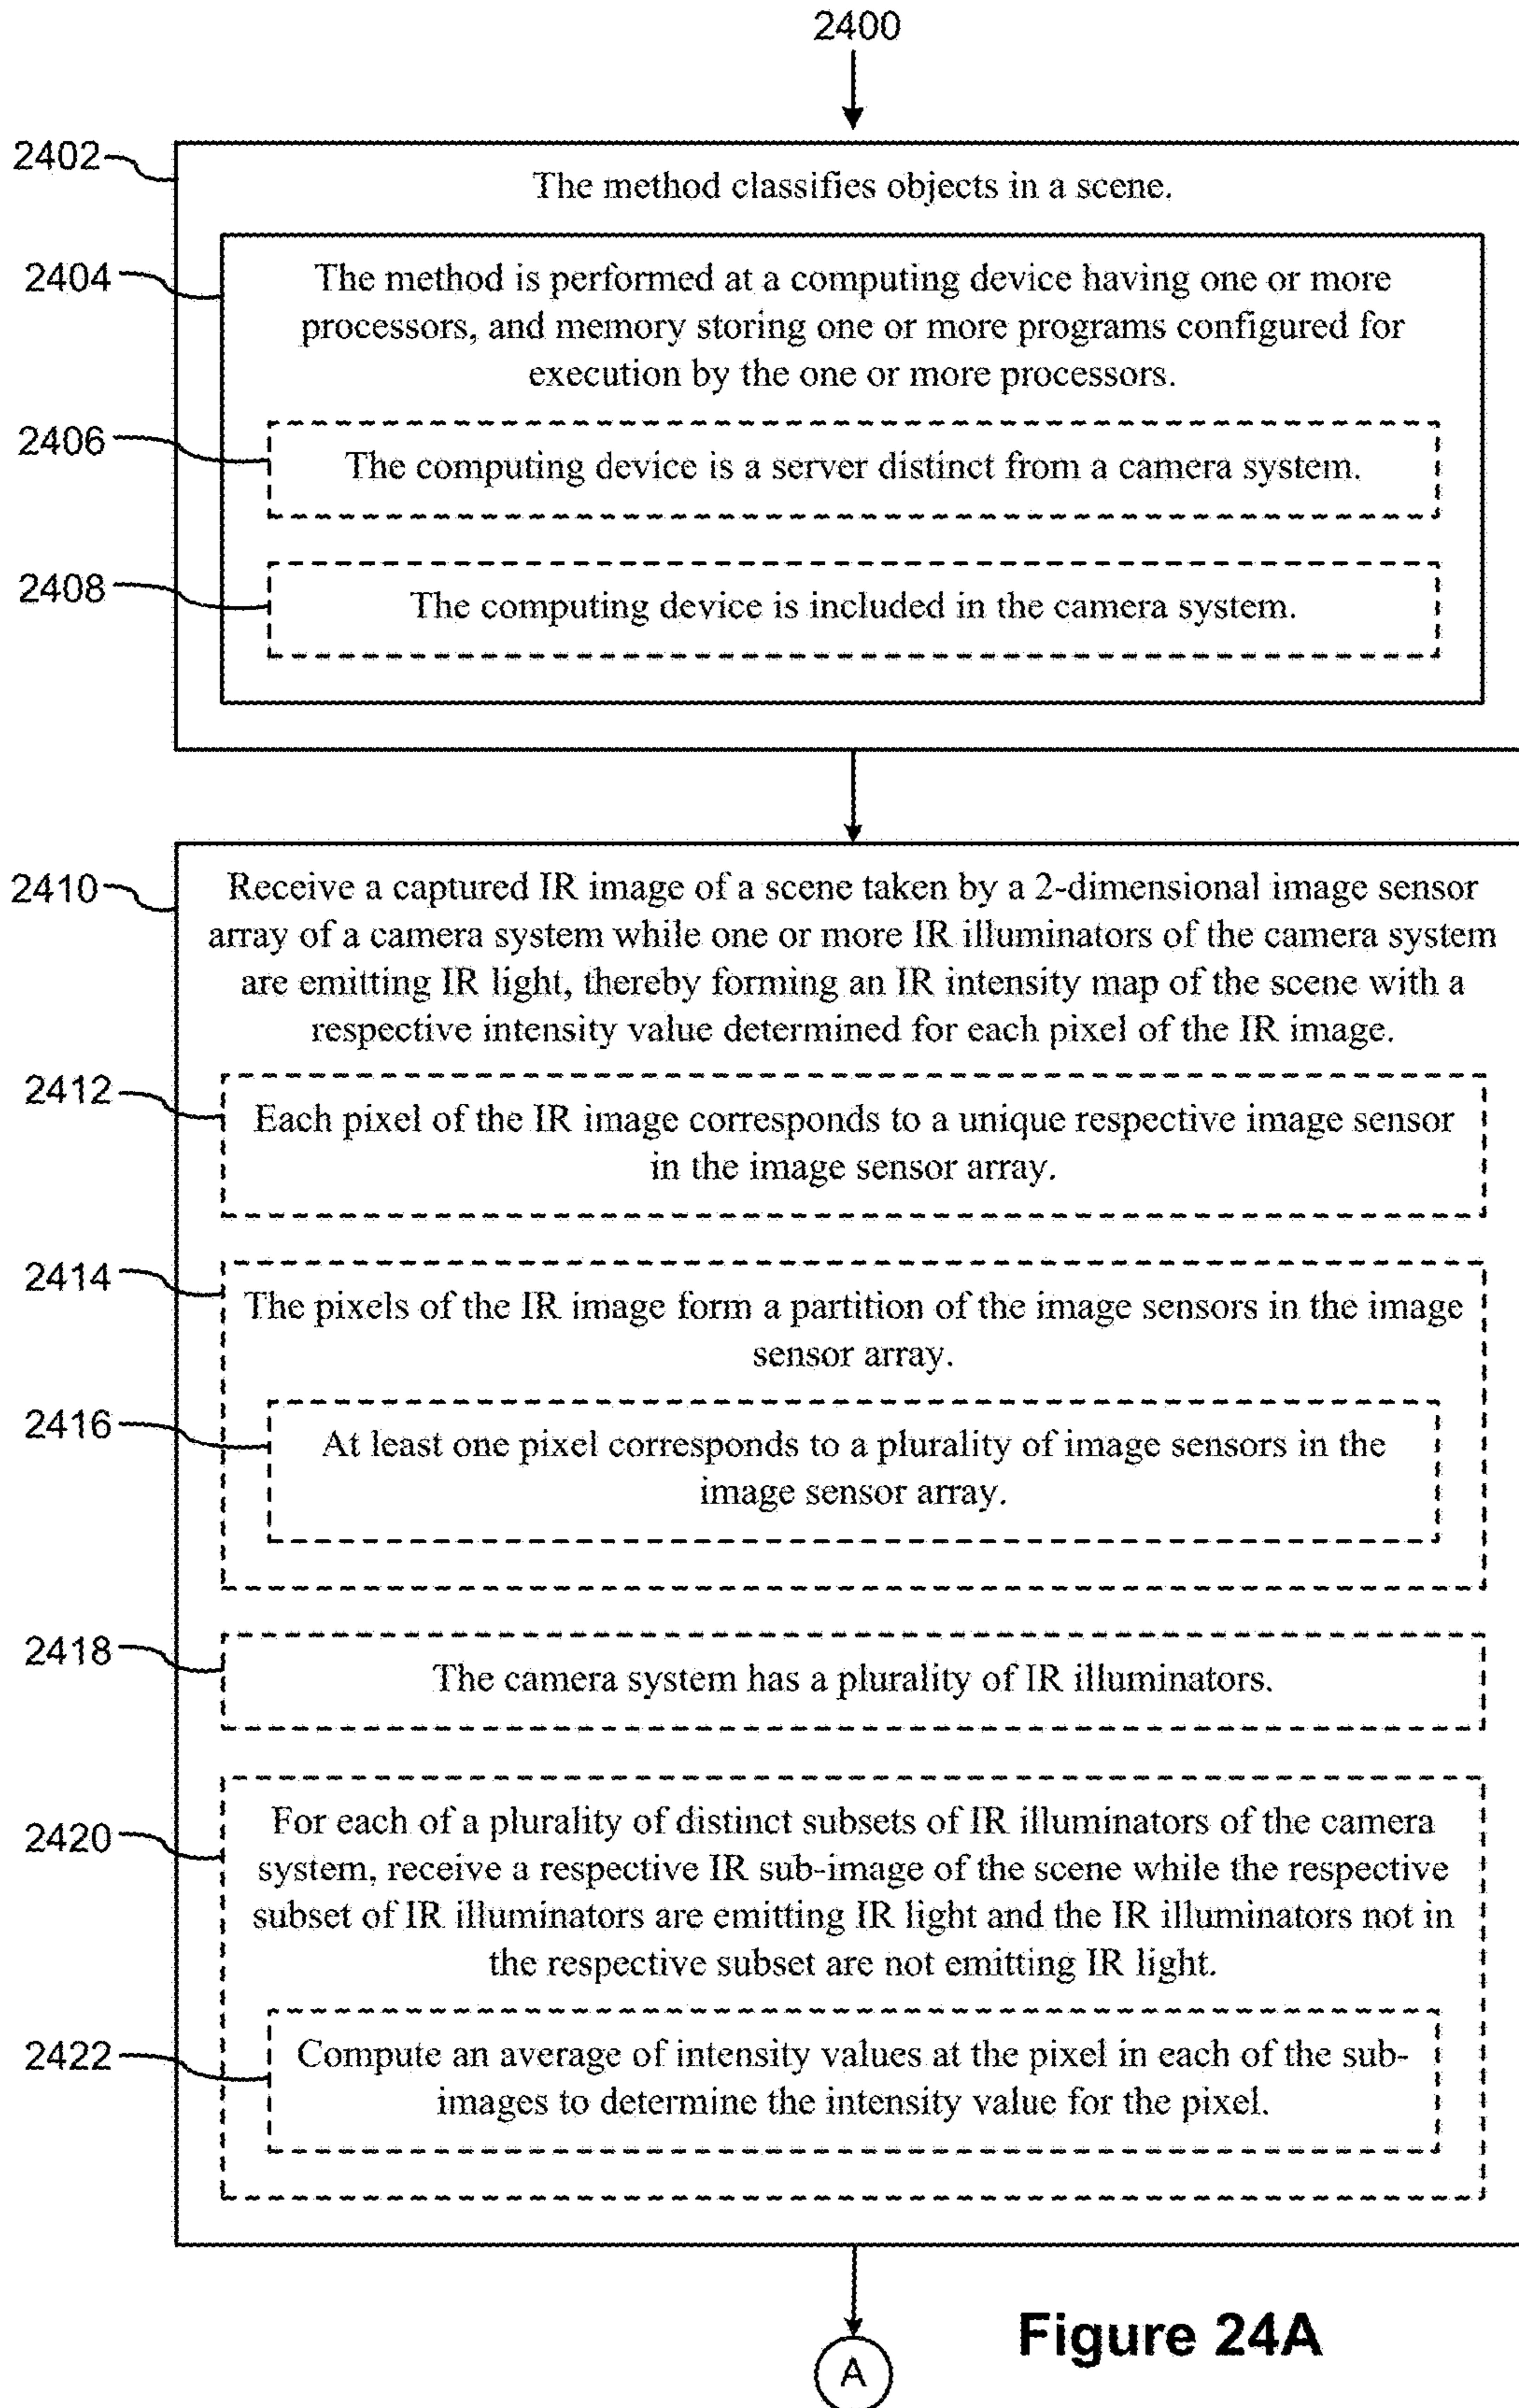 2400
2402
The method classifies objects in a scene.
2404
The method is performed at a computing device having one or more
processors, and memory storing one or more programs configured for
execution by the one or more processors.
2406
The computing device is a server distinct from a camera system.
2408
The computing device is included in the camera system.
2410
Receive a captured IR image of a scene taken by a 2-dimensional image sensor
array of a camera system while one or more IR illuminators of the camera system
are emitting IR light, thereby forming an IR intensity map of the scene with a
respective intensity value determined for each pixel of the IR image.
2412
Each pixel of the IR image corresponds to a unique respective image sensor
in the image sensor array.
2414
The pixels of the IR image form a partition of the image sensors in the image
sensor array.
2416
At least one pixel corresponds to a plurality of image sensors in the
image sensor array.
2418
The camera system has a plurality of IR illuminators.
2420
For each of a plurality of distinct subsets of IR illuminators of the camera
system, receive a respective IR sub-image of the scene while the respective
subset of IR illuminators are emitting IR light and the IR illuminators not in
the respective subset are not emitting IR light.
2422
Compute an average of intensity values at the pixel in each of the sub-
images to determine the intensity value for the pixel.
Figure 24A
A